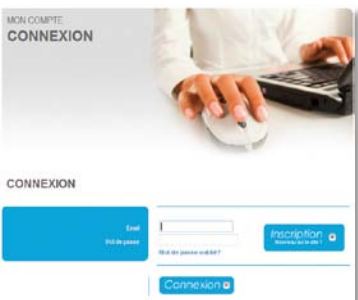 MON COMPTE
CONNEXION
CONNEXION
Email
Mot de passe
Mot de passe oublié?
Inscription
Nouveau sur le site !
Connexion